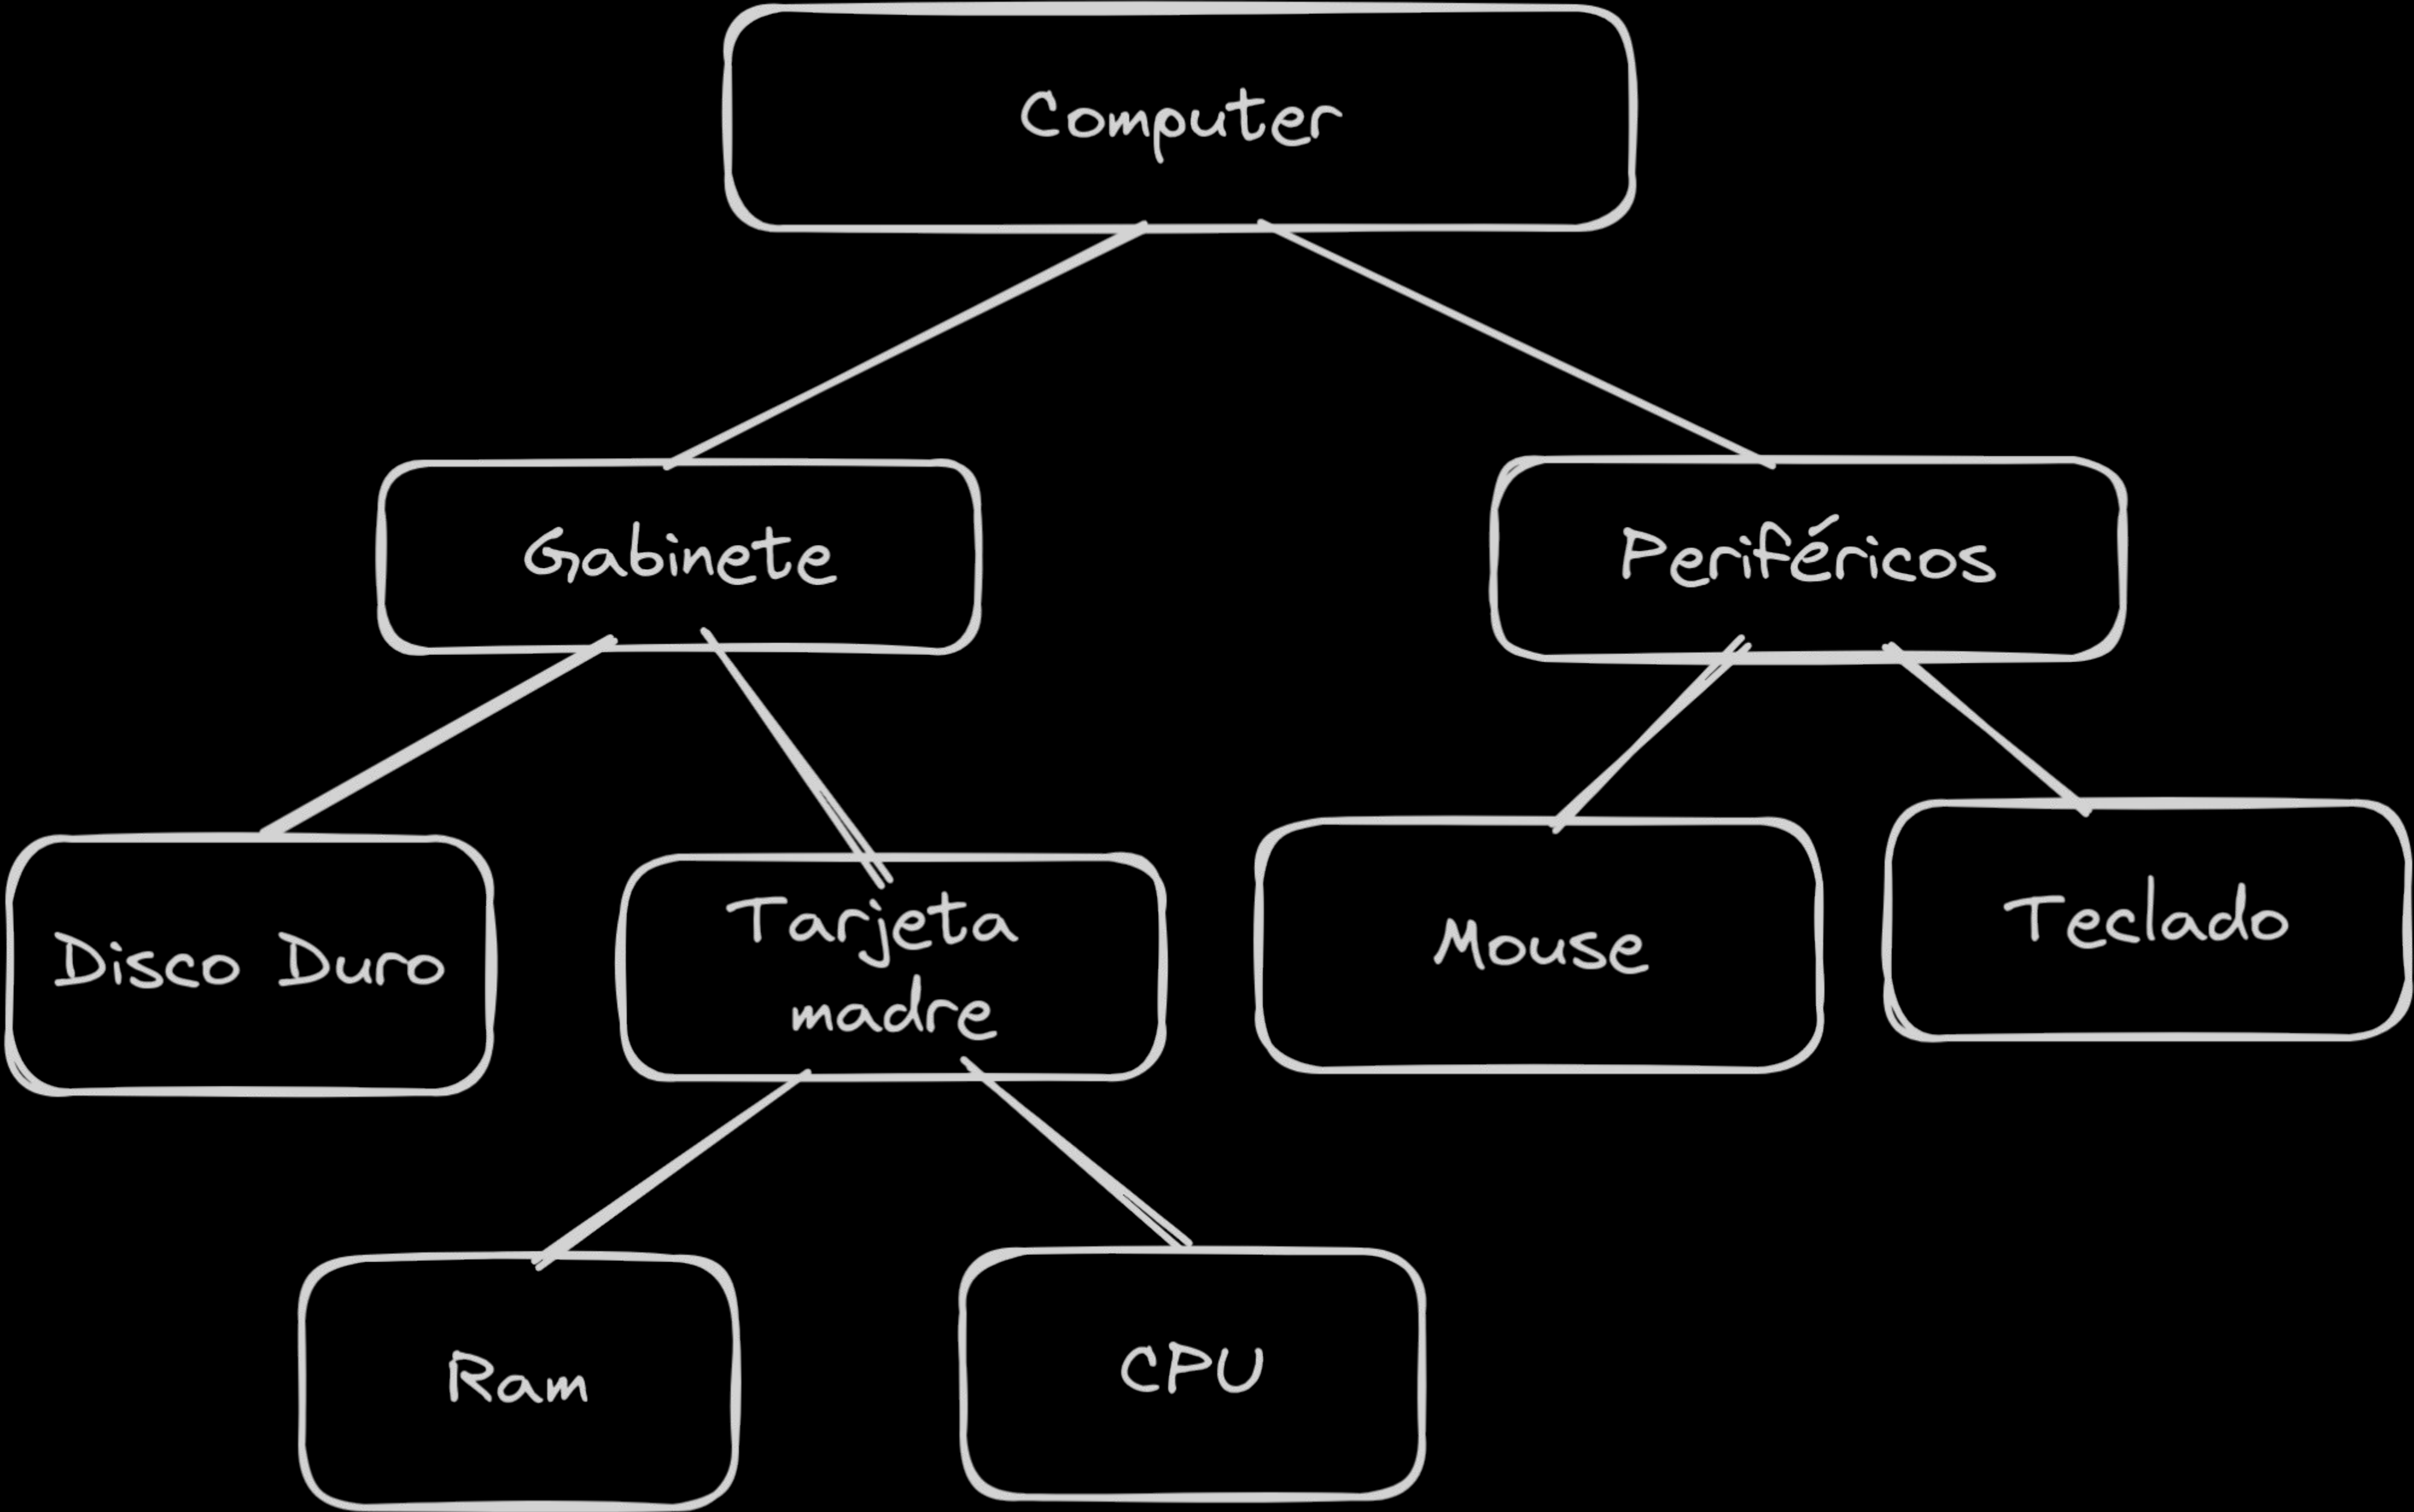 Computer
Gabinete
Periféricos
Disco Duro
Tarjeta
madre
Mouse
Teclado
Ram
CPU